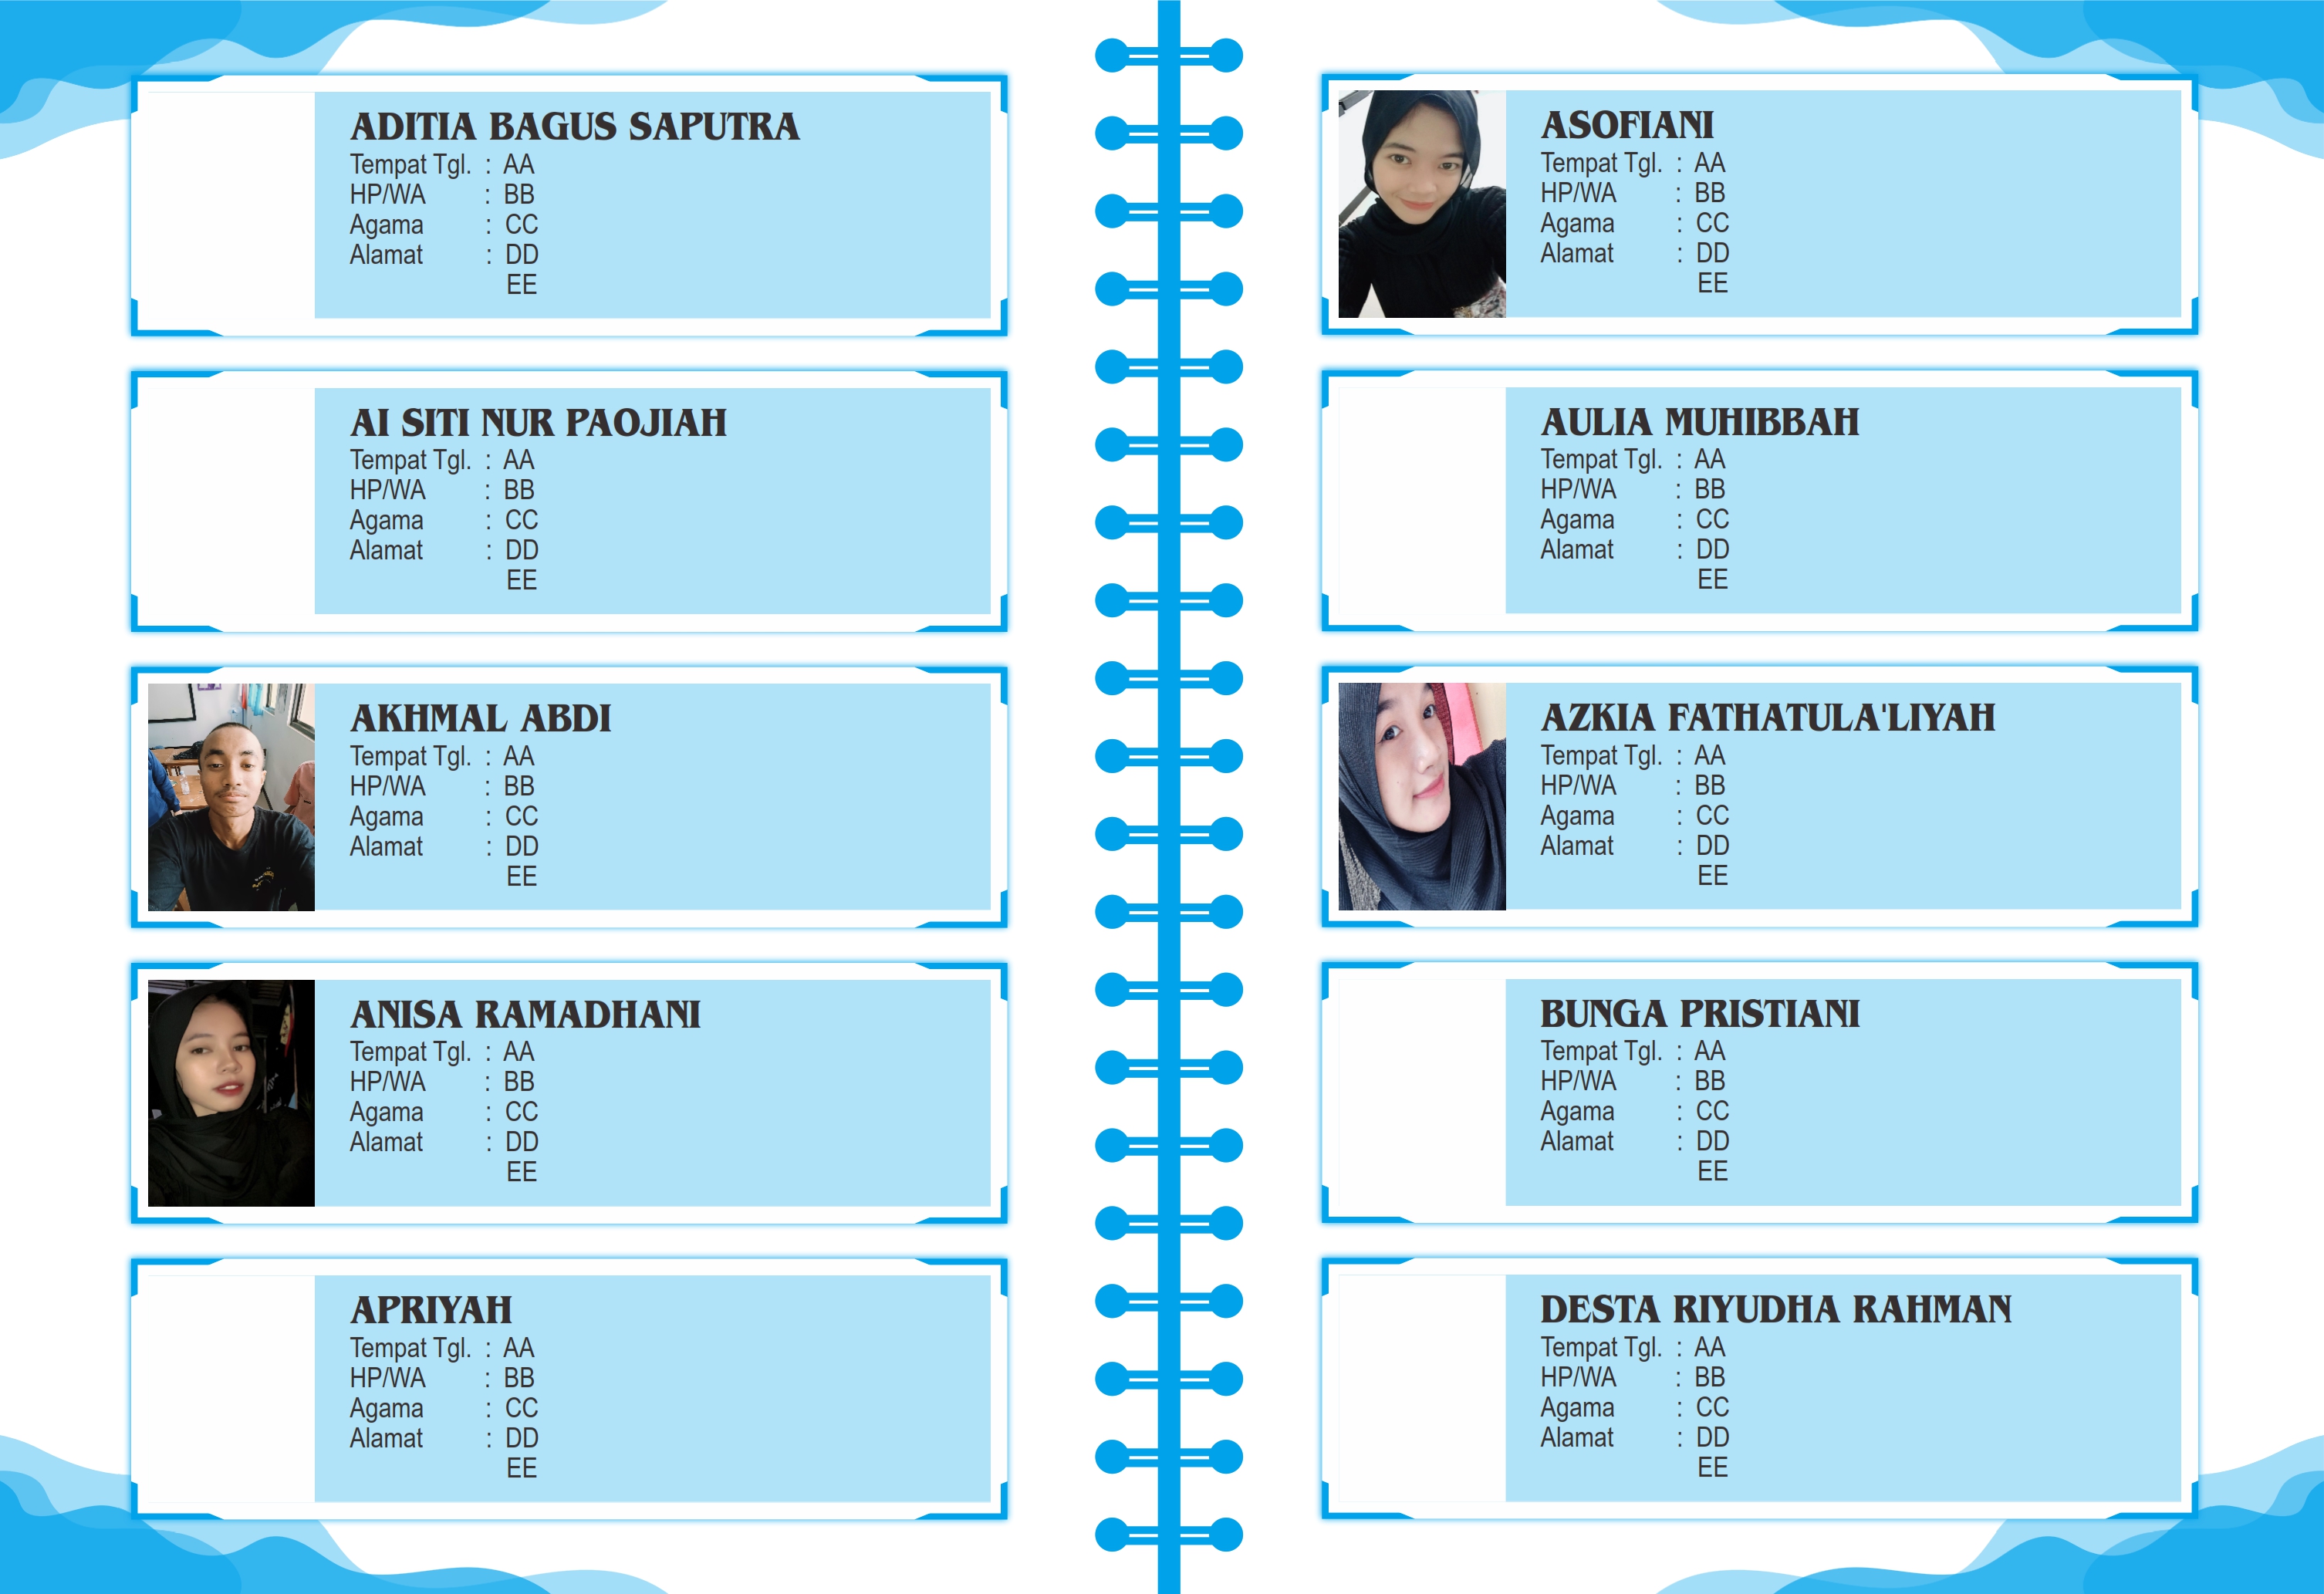 ADITIA BAGUS SAPUTRA
Tempat Tgl. : AA
HP/WA : BB
Agama : CC
Alamat : DD
EE
AI SITI NUR PAOJIAH
Tempat Tgl. : AA
HP/WA : BB
Agama : CC
Alamat : DD
EE
AKHMAL ABDI
Tempat Tgl. : AA
HP/WA : BB
Agama : CC
Alamat : DD
EE
ANISA RAMADHANI
Tempat Tgl. : AA
HP/WA : BB
Agama : CC
Alamat : DD
EE
APRIYAH
Tempat Tgl. : AA
HP/WA : BB
Agama : CC
Alamat : DD
EE
ASOFIANI
Tempat Tgl. : AA
HP/WA : BB
Agama : CC
Alamat : DD
EE
AULIA MUHIBBAH
Tempat Tgl. : AA
HP/WA : BB
Agama : CC
Alamat : DD
EE
AZKIA FATHATULA'LIYAH
Tempat Tgl. : AA
HP/WA : BB
Agama : CC
Alamat : DD
EE
BUNGA PRISTIANI
Tempat Tgl. : AA
HP/WA : BB
Agama : CC
Alamat : DD
EE
DESTA RIYUDHA RAHMAN
Tempat Tgl. : AA
HP/WA : BB
Agama : CC
Alamat : DD
EE